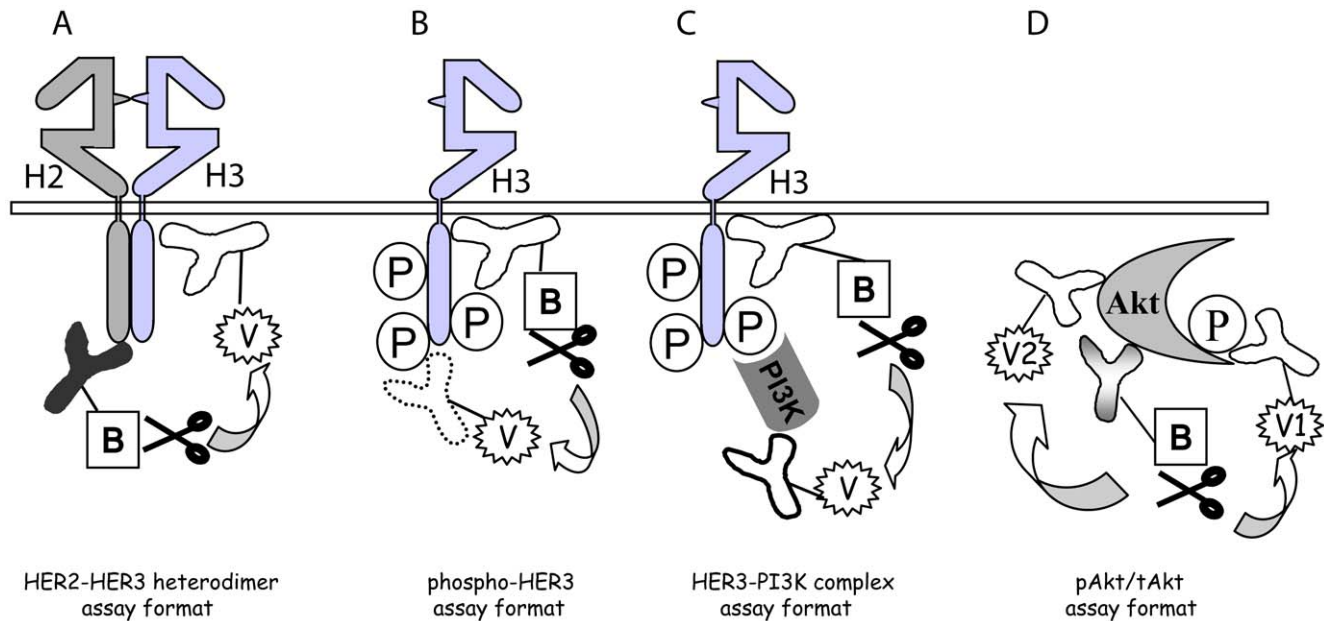 A
B
C
D
H2
H3
H3
H3
P
P
P
B
V
B
V
P
P
P
B
PI3K
V
Akt
P
V2
V1
B
HER2-HER3 heterodimer
assay format
phospho-HER3
assay format
HER3-PI3K complex
assay format
pAkt/tAkt
assay format